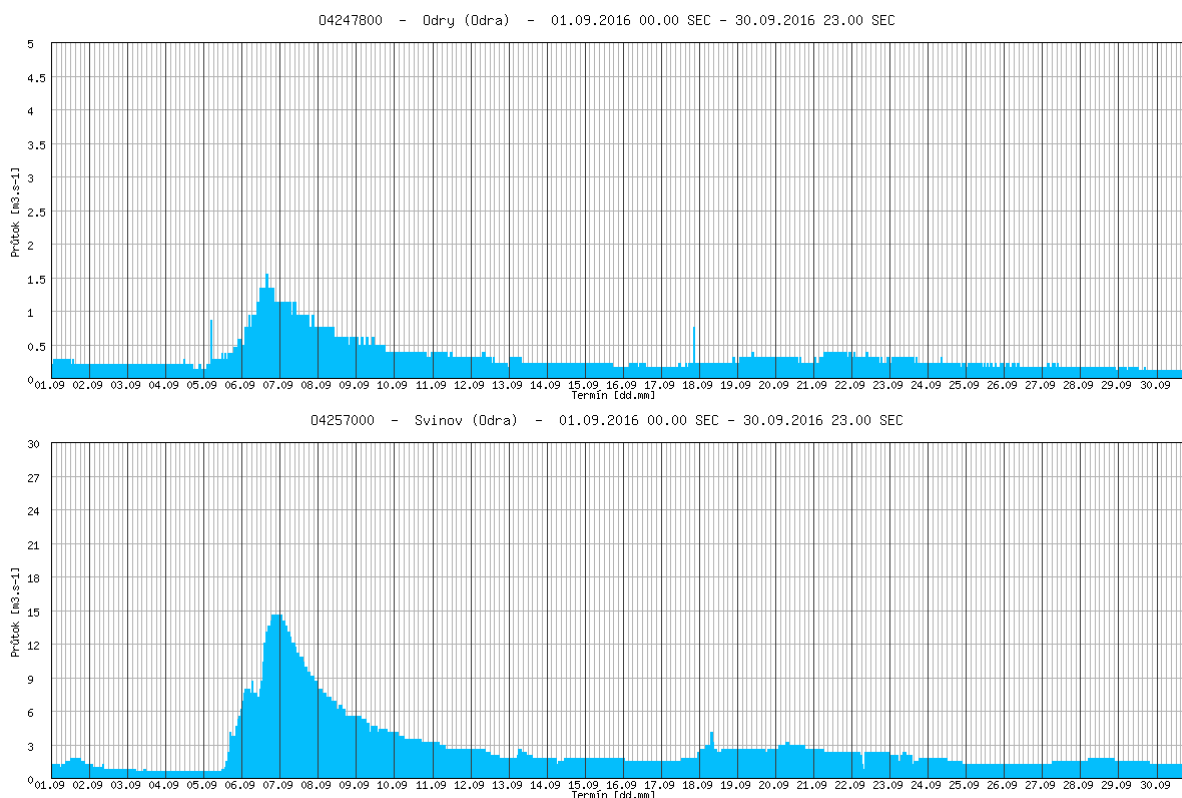 04247800  -  Odry (Odra)  -  01.09.2016 00.00 SEC - 30.09.2016 23.00 SEC
5
4.5
4
3.5
3
2.5
2
1.5
1
0.5
0
Průtok [m3.s-1]
01.09 02.09 03.09 04.09 05.09 06.09 07.09 08.09 09.09 10.09 11.09 12.09 13.09 14.09 15.09 16.09 17.09 18.09 19.09 20.09 21.09 22.09 23.09 24.09 25.09 26.09 27.09 28.09 29.09 30.09
Termín [dd.mm]
04257000  -  Svinov (Odra)  -  01.09.2016 00.00 SEC - 30.09.2016 23.00 SEC
30
27
24
21
18
15
12
9
6
3
0
Průtok [m3.s-1]
01.09 02.09 03.09 04.09 05.09 06.09 07.09 08.09 09.09 10.09 11.09 12.09 13.09 14.09 15.09 16.09 17.09 18.09 19.09 20.09 21.09 22.09 23.09 24.09 25.09 26.09 27.09 28.09 29.09 30.09
Termín [dd.mm]